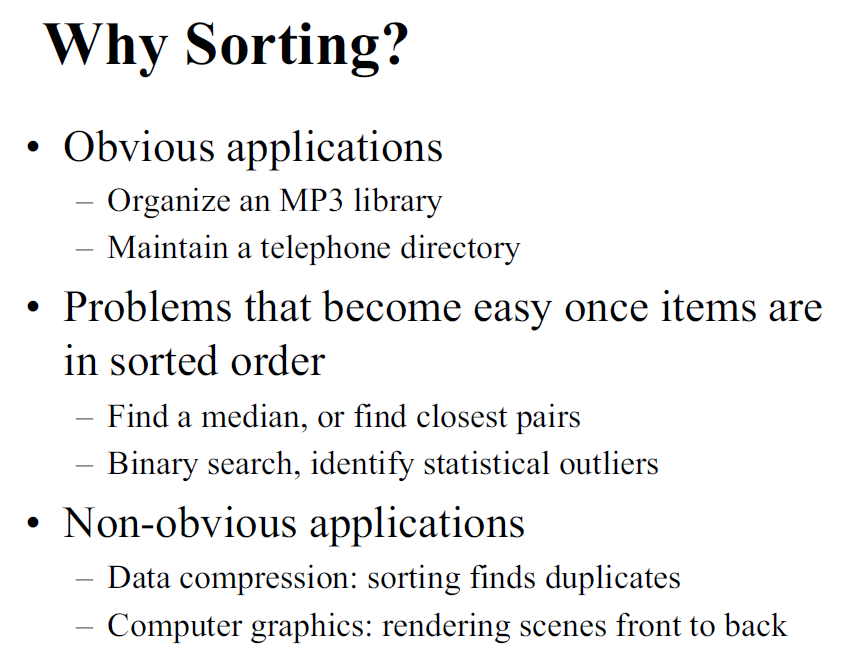 Why Sorting?
• Obvious applications
– Organize an MP3 library
– Maintain a telephone directory
• Problems that become easy once items are
in sorted order
– Find a median, or find closest pairs
– Binary search, identify statistical outliers
• Non-obvious applications
– Data compression: sorting finds duplicates
– Computer graphics: rendering scenes front to back